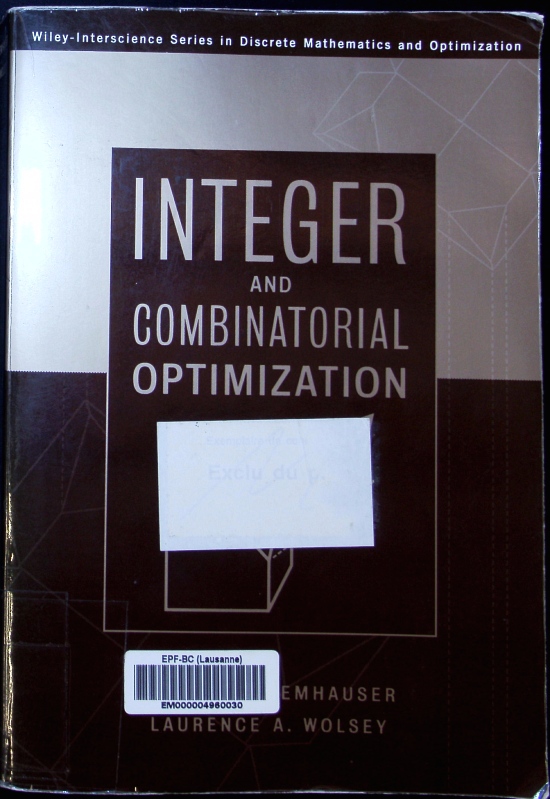 Wiley-Interscience Series in Discrete Mathematics and Optimization
INTEGER
AND
COMBINATORIAL
OPTIMIZATION
Exclu du p.
EPF-BC (Lausanne)
EM000004960030
EMHAUSER
LAURENCE A. WOLSEY